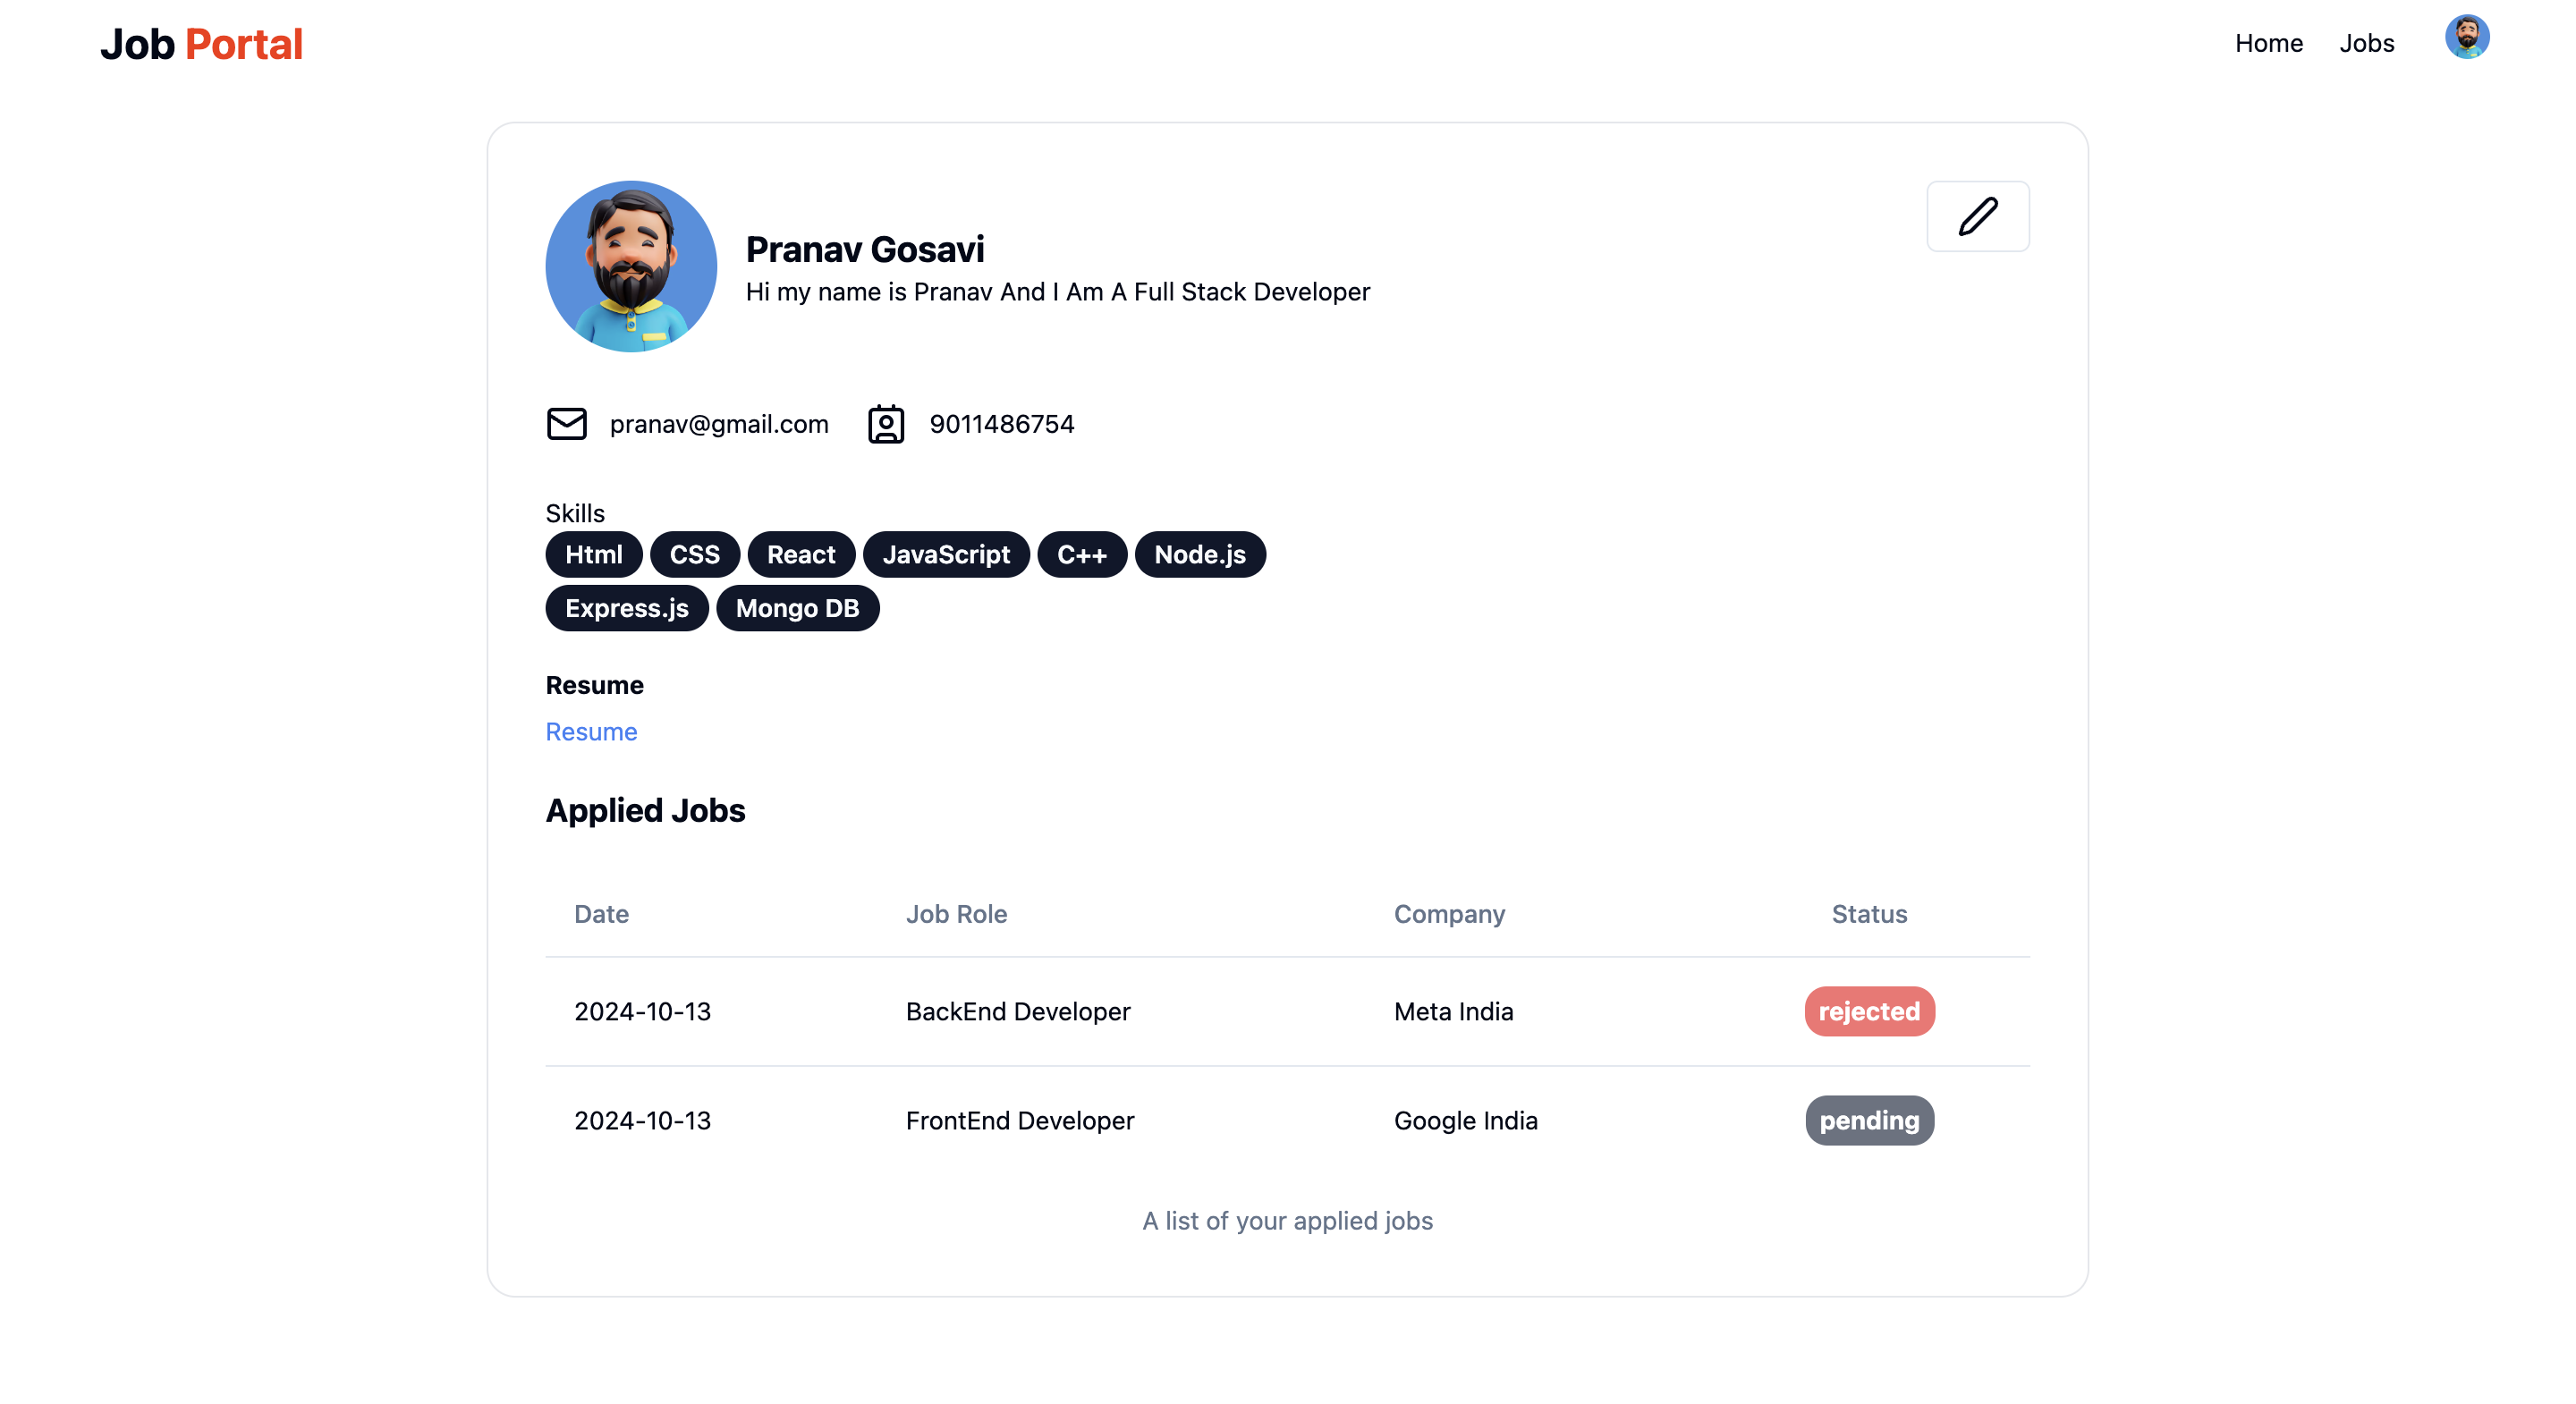 Job Portal
Home Jobs
Pranav Gosavi
Hi my name is Pranav And I Am A Full Stack Developer
pranav@gmail.com 9011486754
Skills
Html CSS React JavaScript C++ Node.js
Express.js Mongo DB
Resume
Resume
Applied Jobs
Date Job Role Company Status
2024-10-13 BackEnd Developer Meta India rejected
2024-10-13 FrontEnd Developer Google India pending
A list of your applied jobs